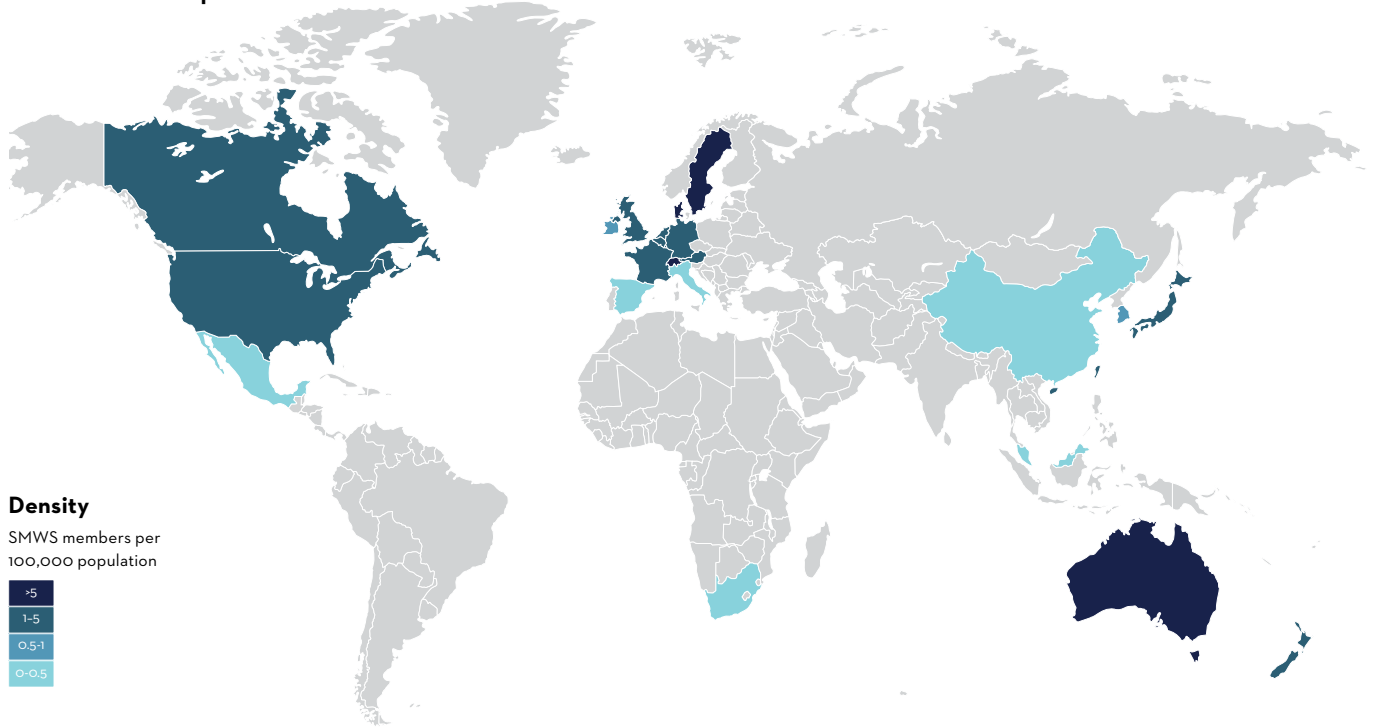 Density
SMWS members per
100,000 population
>5
1–5
0.5-1
0-0.5